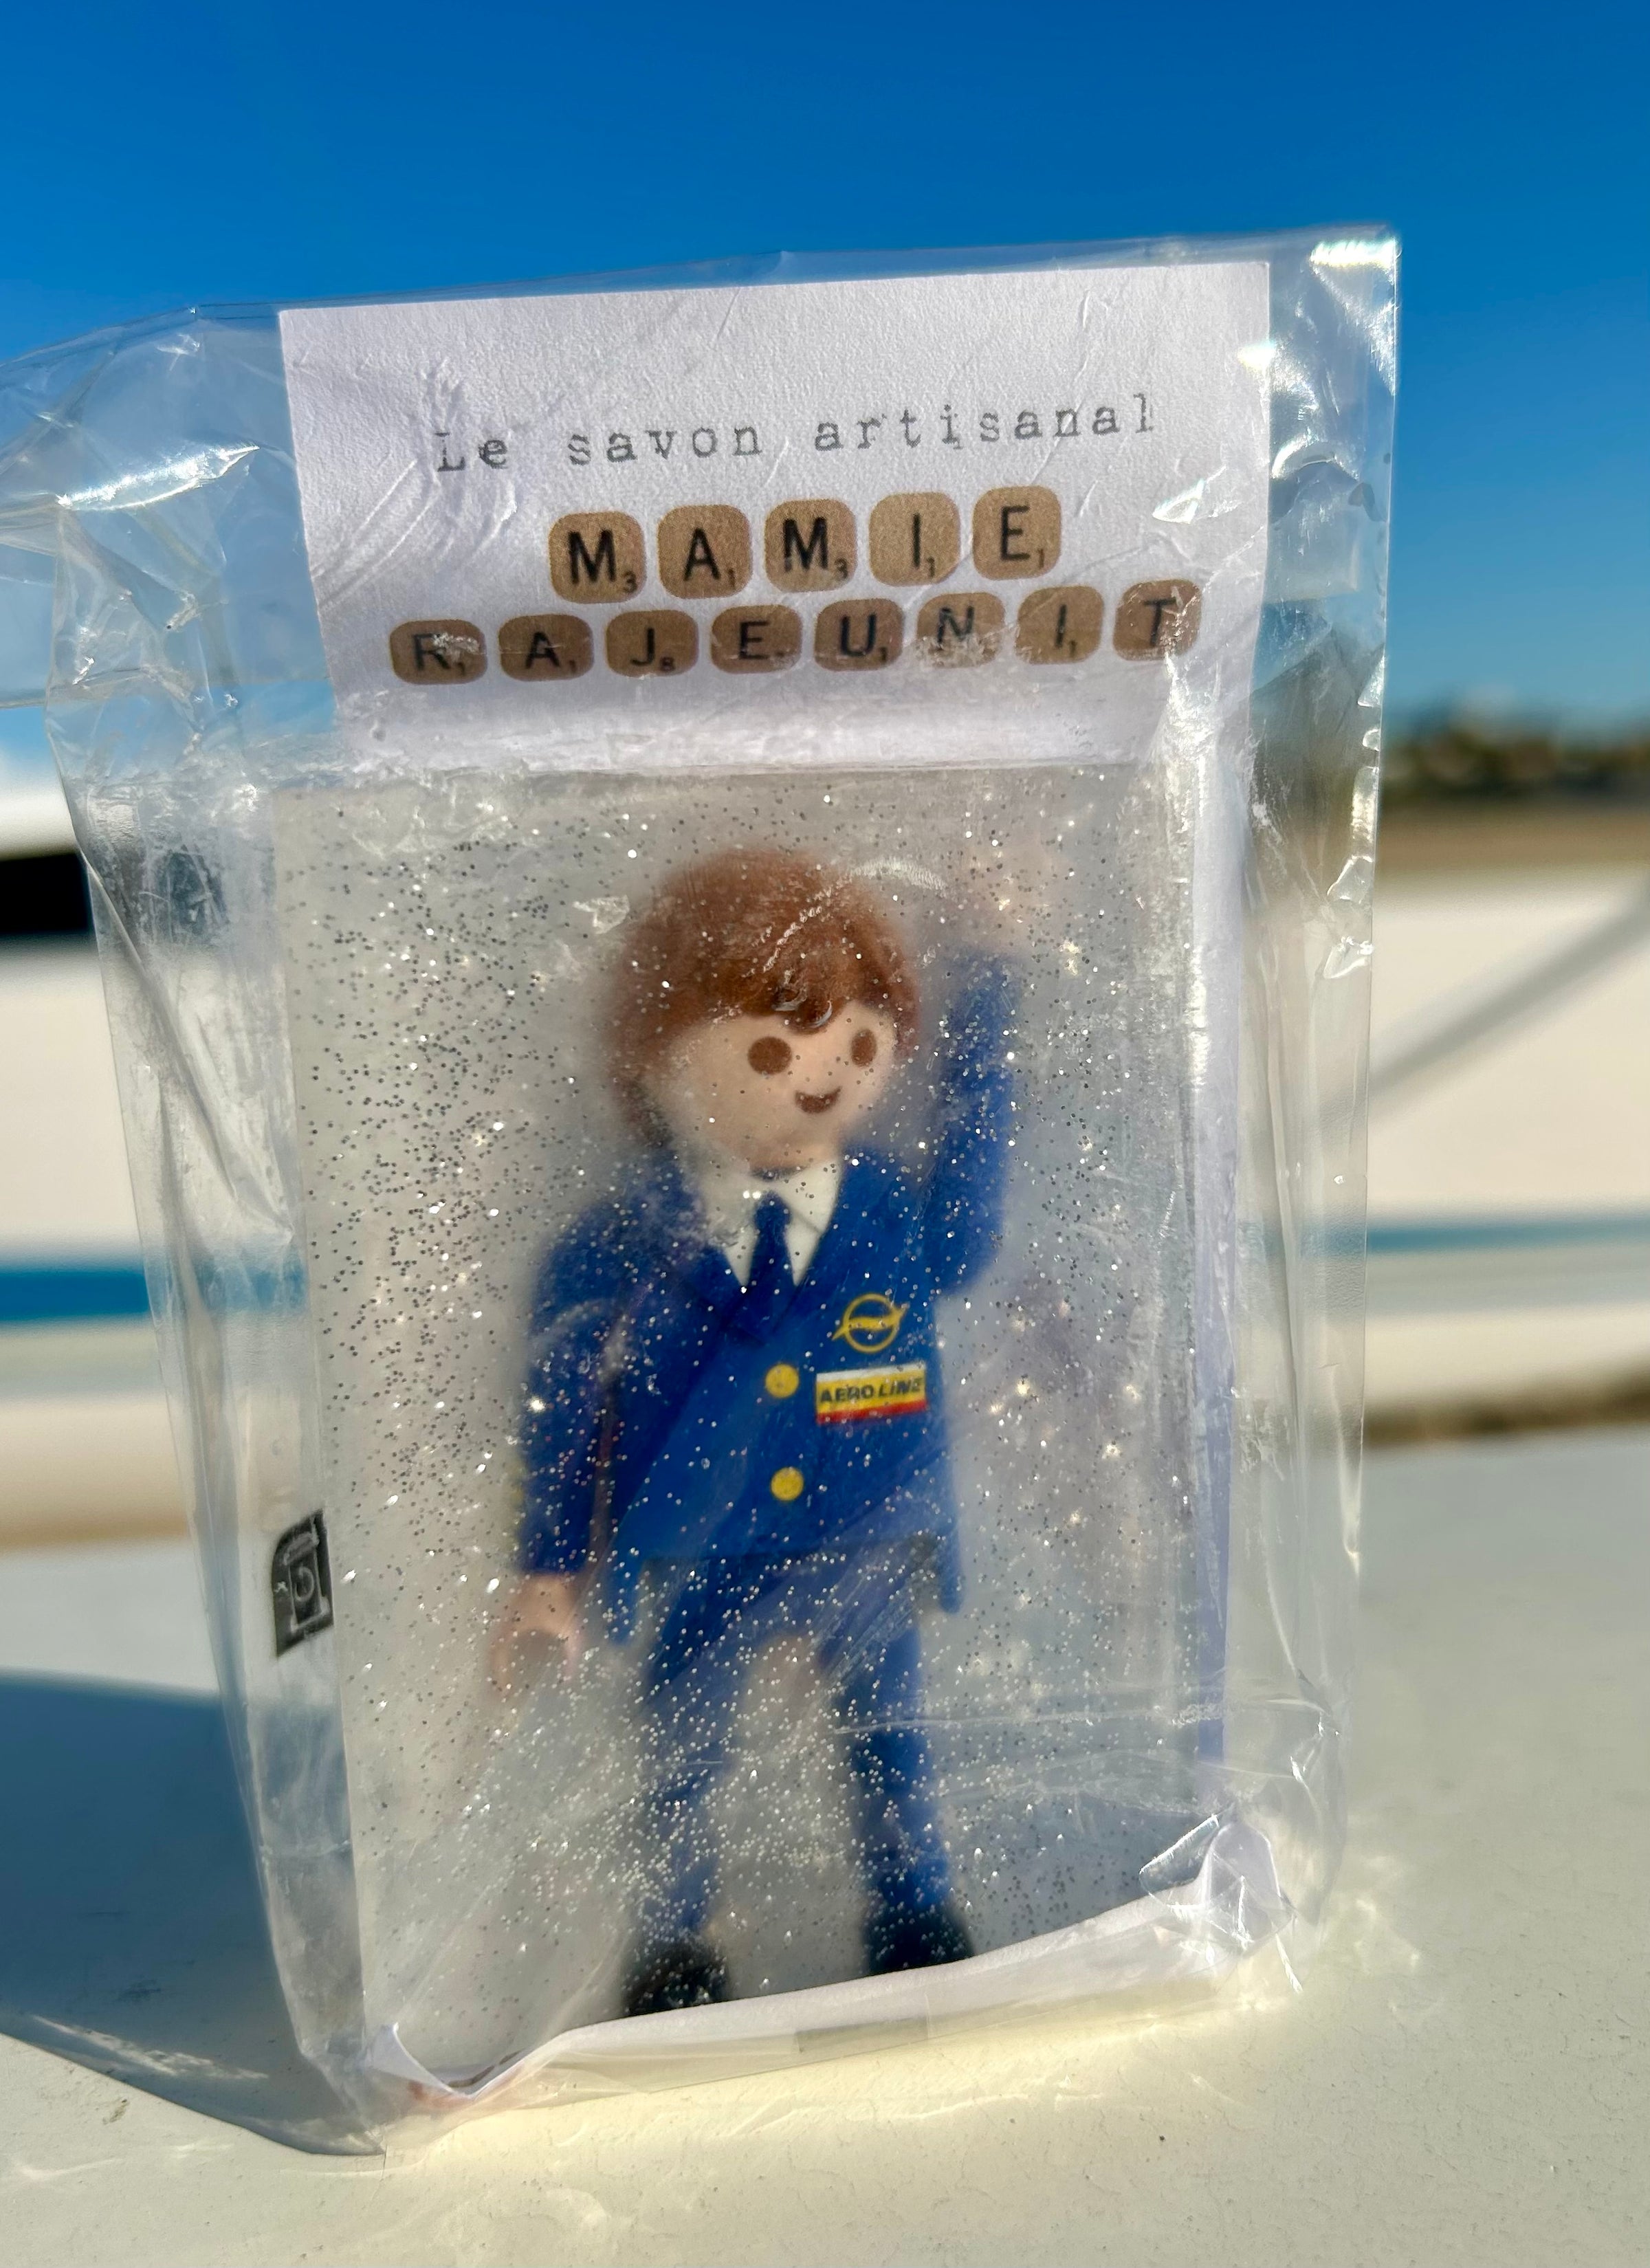 Le savon artisanal
MAMIE
RAJEUNIT
AERO LINE